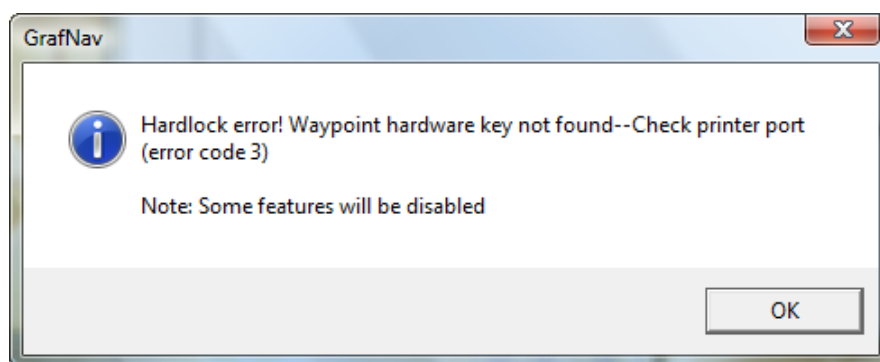 GrafNav
Hardlock error! Waypoint hardware key not found--Check printer port
(error code 3)
Note: Some features will be disabled
OK